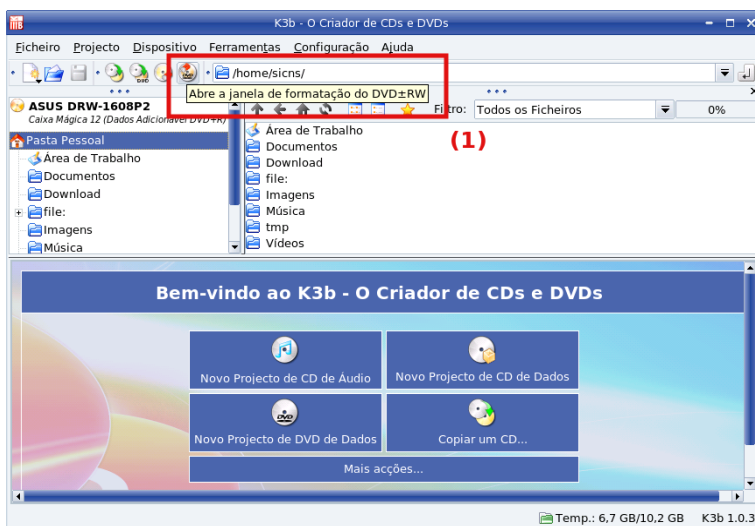 K3b - O Criador de CDs e DVDs
Ficheiro Projecto Dispositivo Ferramentas Configuração Ajuda
/home/sicns/
Abre a janela de formatação do DVD±RW
ASUS DRW-1608P2
Caixa Mágica 12 (Dados Adicionável DVD+R)
Filtro: Todos os Ficheiros 0%
(1)
Pasta Pessoal
Área de Trabalho
Documentos
Download
file:
Imagens
Música
Área de Trabalho
Documentos
Download
file:
Imagens
Música
tmp
Vídeos
Bem-vindo ao K3b - O Criador de CDs e DVDs
Novo Projecto de CD de Áudio
Novo Projecto de CD de Dados
Novo Projecto de DVD de Dados
Copiar um CD...
Mais acções...
Temp.: 6,7 GB/10,2 GB K3b 1.0.3